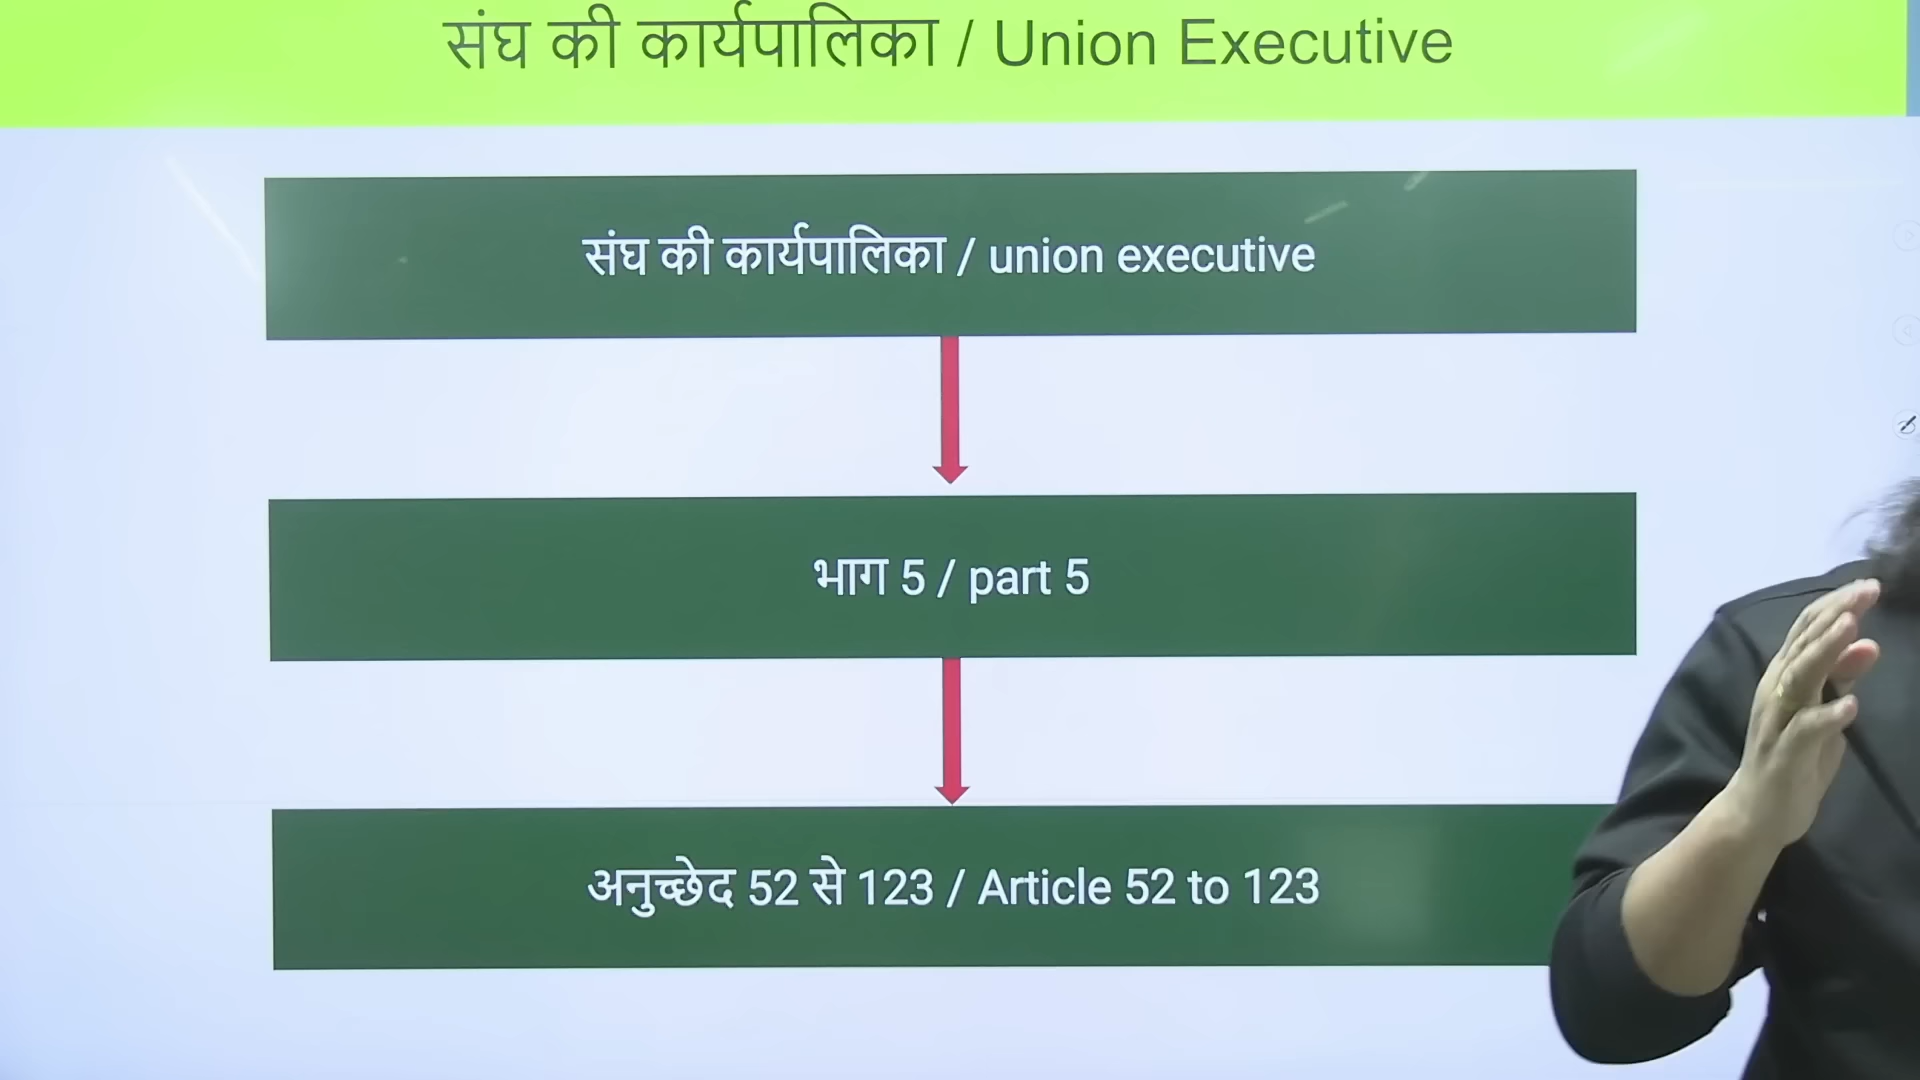 संघ की कार्यपालिका / Union Executive
संघ की कार्यपालिका / union executive
भाग 5 / part 5
अनुच्छेद 52 से 123 / Article 52 to 123